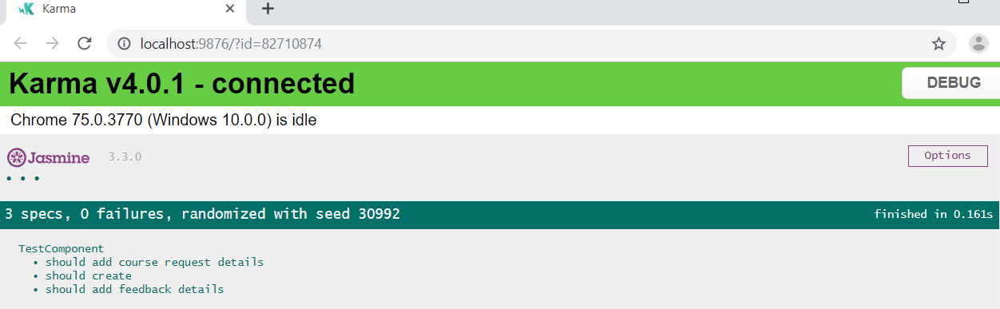 Karma
localhost:9876/?id=82710874
Karma v4.0.1 - connected
DEBUG
Chrome 75.0.3770 (Windows 10.0.0) is idle
Jasmine 3.3.0
Options
• • •
3 specs, 0 failures, randomized with seed 30992
finished in 0.161s
TestComponent
• should add course request details
• should create
• should add feedback details